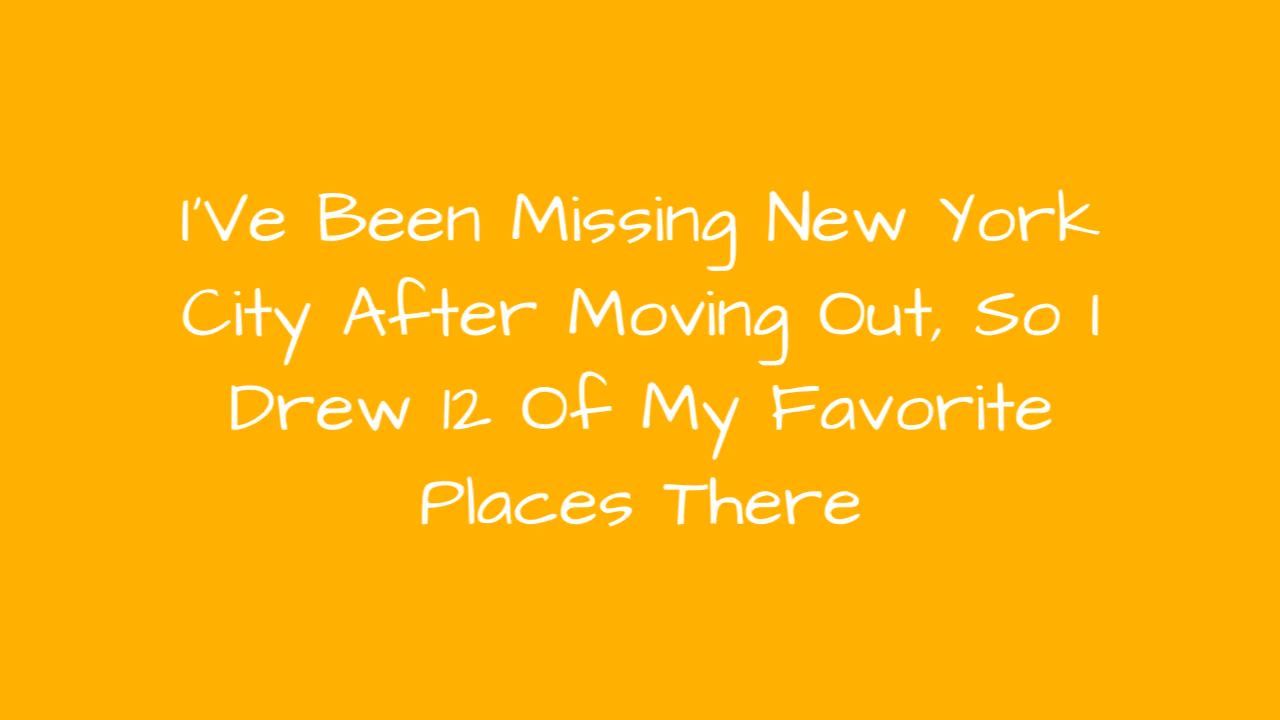 I'Ve Been Missing New York
City After Moving Out, So I
Drew 12 Of My Favorite
Places There